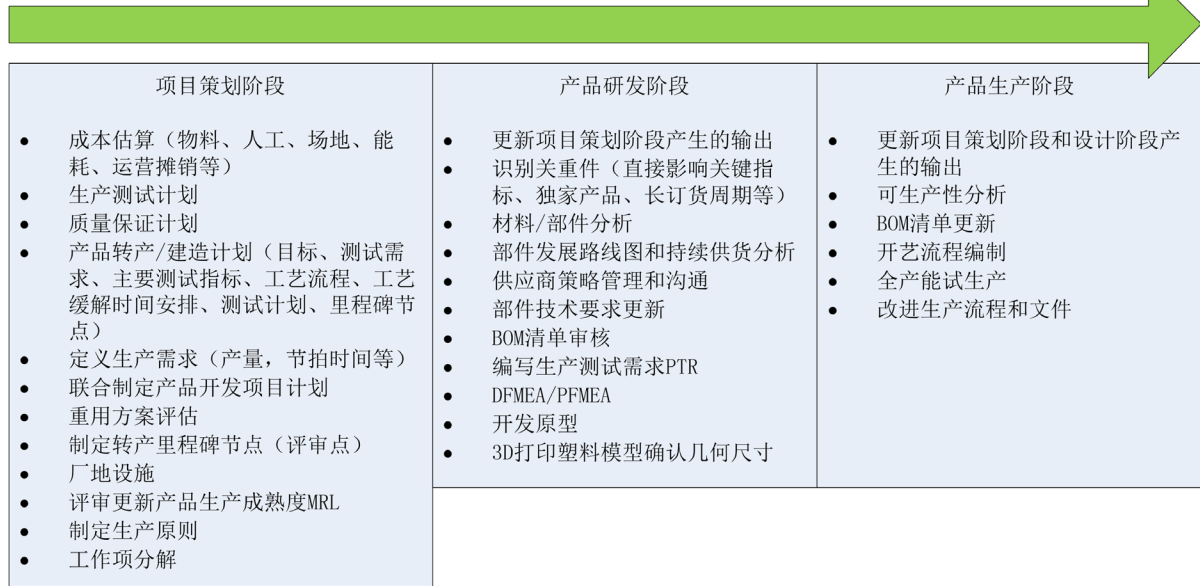 项目策划阶段
● 成本估算（物料、人工、场地、能
耗、运营摊销等）
● 生产测试计划
● 质量保证计划
● 产品转产/建造计划（目标、测试需
求、主要测试指标、工艺流程、工艺
缓解时间安排、测试计划、里程碑节
点）
● 定义生产需求（产量，节拍时间等）
● 联合制定产品开发项目计划
● 重用方案评估
● 制定转产里程碑节点（评审点）
● 厂地设施
● 评审更新产品生产成熟度MRL
● 制定生产原则
● 工作项分解
产品研发阶段
● 更新项目策划阶段产生的输出
● 识别关重件（直接影响关键指
标、独家产品、长订货周期等）
● 材料/部件分析
● 部件发展路线图和持续供货分析
● 供应商策略管理和沟通
● 部件技术要求更新
● BOM清单审核
● 编写生产测试需求PTR
● DFMEA/PFMEA
● 开发原型
● 3D打印塑料模型确认几何尺寸
产品生产阶段
● 更新项目策划阶段和设计阶段产
生的输出
● 可生产性分析
● BOM清单更新
● 开艺流程编制
● 全产能试生产
● 改进生产流程和文件